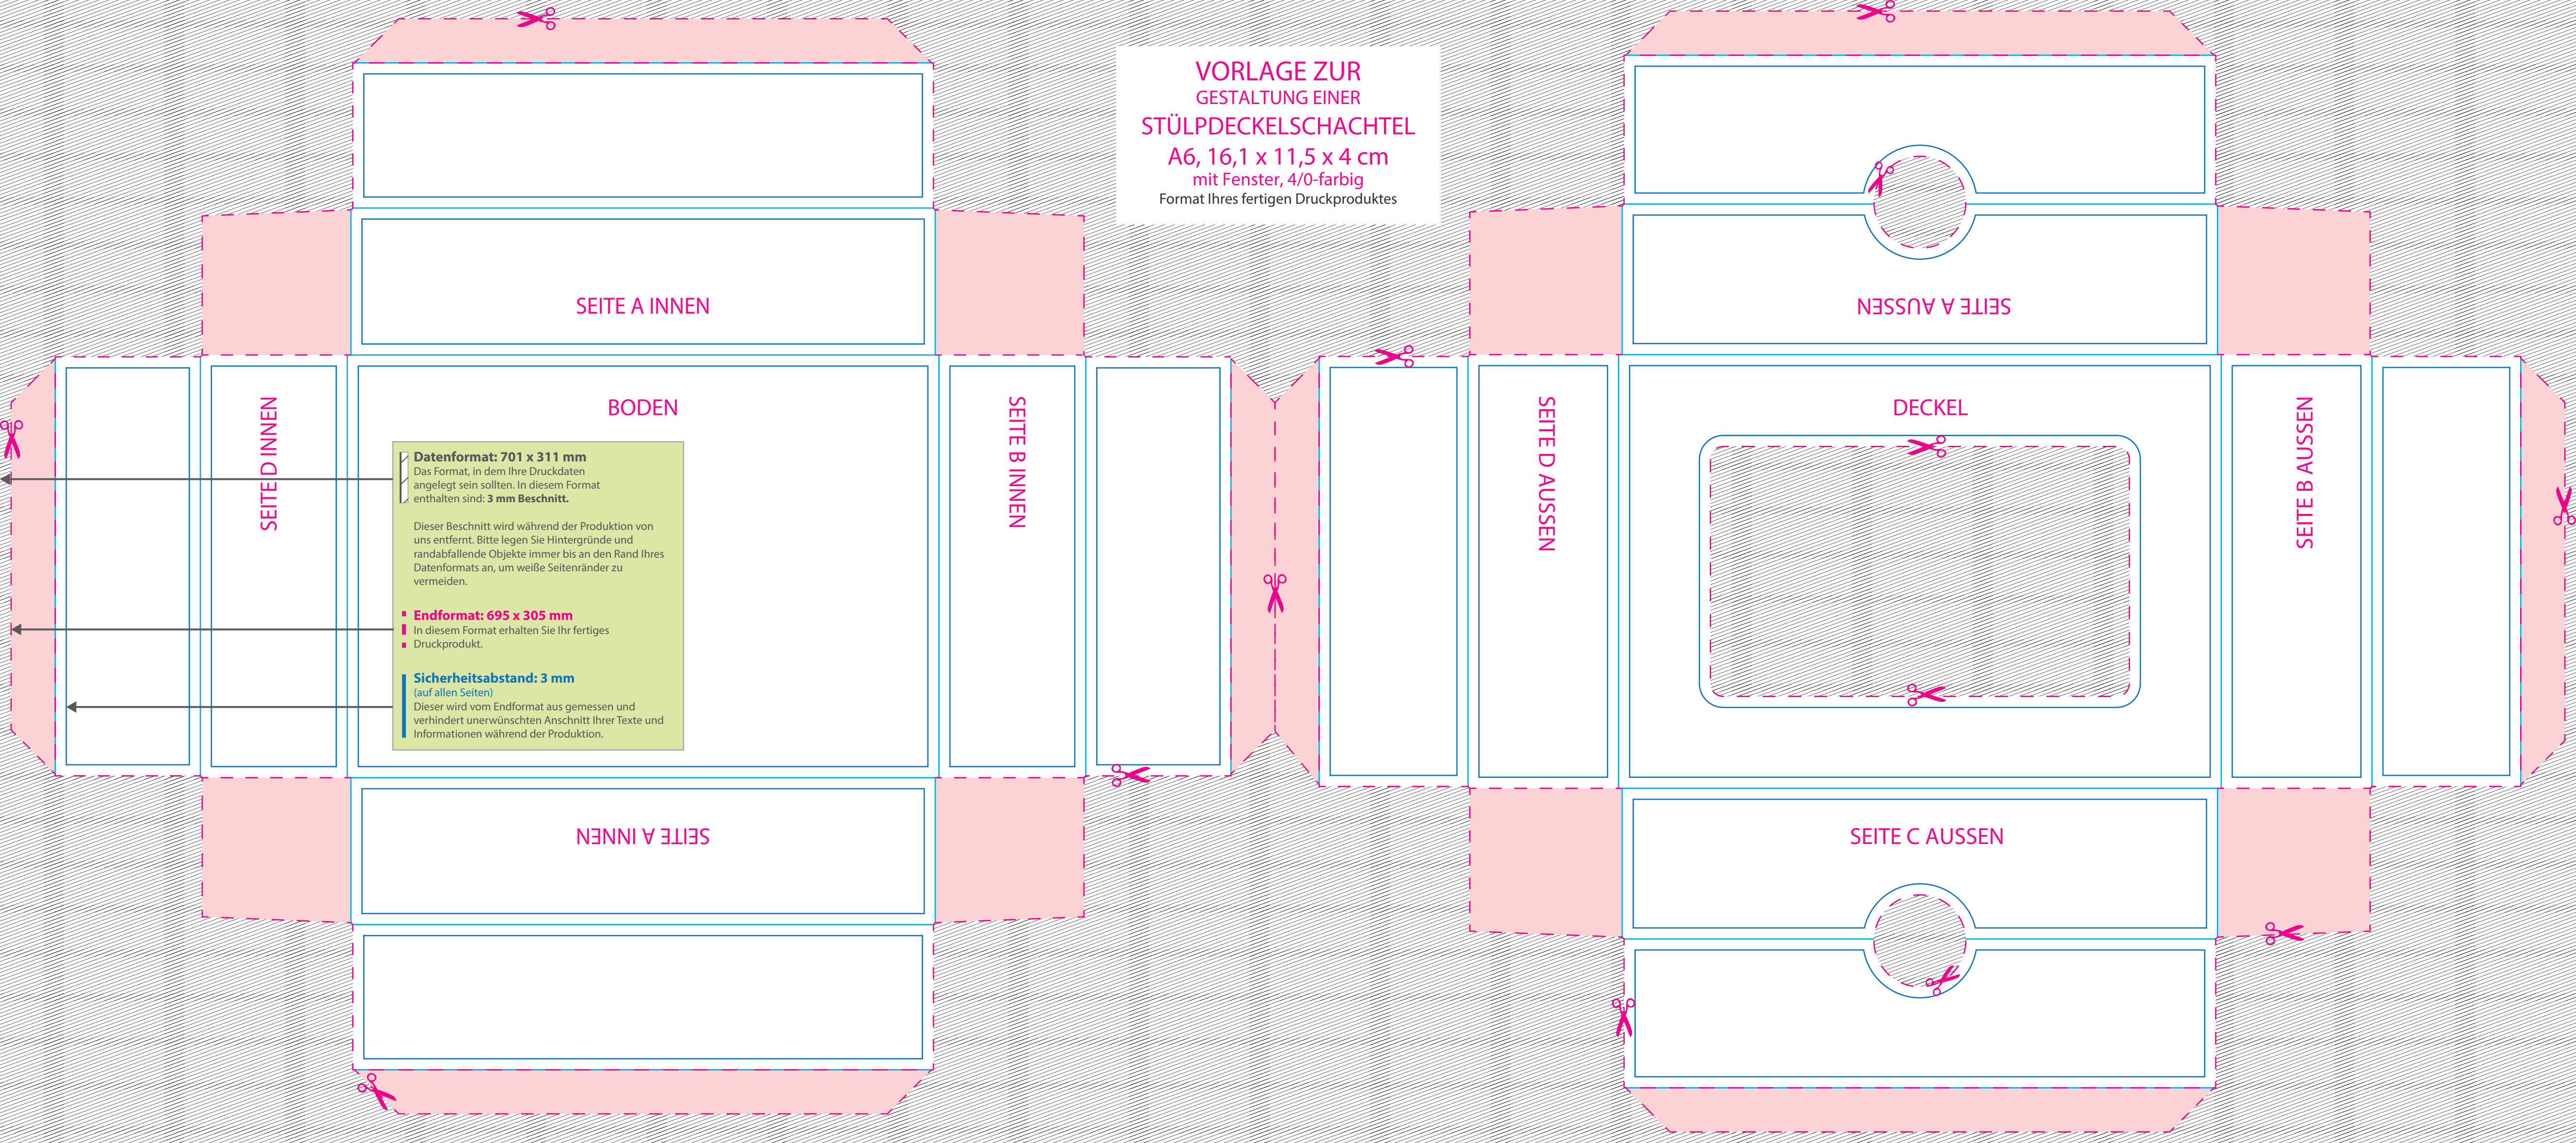 VORLAGE ZUR
GESTALTUNG EINER
STÜLPDECKELSCHACHTEL
A6, 16,1 x 11,5 x 4 cm
mit Fenster, 4/0-farbig
Format Ihres fertigen Druckproduktes
SEITE A INNEN
SEITE A AUSSEN
SEITE D INNEN
BODEN
Datenformat: 701 x 311 mm
Das Format, in dem Ihre Druckdaten
angelegt sein sollten. In diesem Format
enthalten sind: 3 mm Beschnitt.
Dieser Beschnitt wird während der Produktion von
uns entfernt. Bitte legen Sie Hintergründe und
randabfallende Objekte immer bis an den Rand Ihres
Datenformats an, um weiße Seitenränder zu
vermeiden.
Endformat: 695 x 305 mm
In diesem Format erhalten Sie Ihr fertiges
Druckprodukt.
Sicherheitsabstand: 3 mm
(auf allen Seiten)
Dieser wird vom Endformat aus gemessen und
verhindert unerwünschten Anschnitt Ihrer Texte und
Informationen während der Produktion.
SEITE B INNEN
SEITE D AUSSEN
DECKEL
SEITE B AUSSEN
SEITE A INNEN
SEITE C AUSSEN